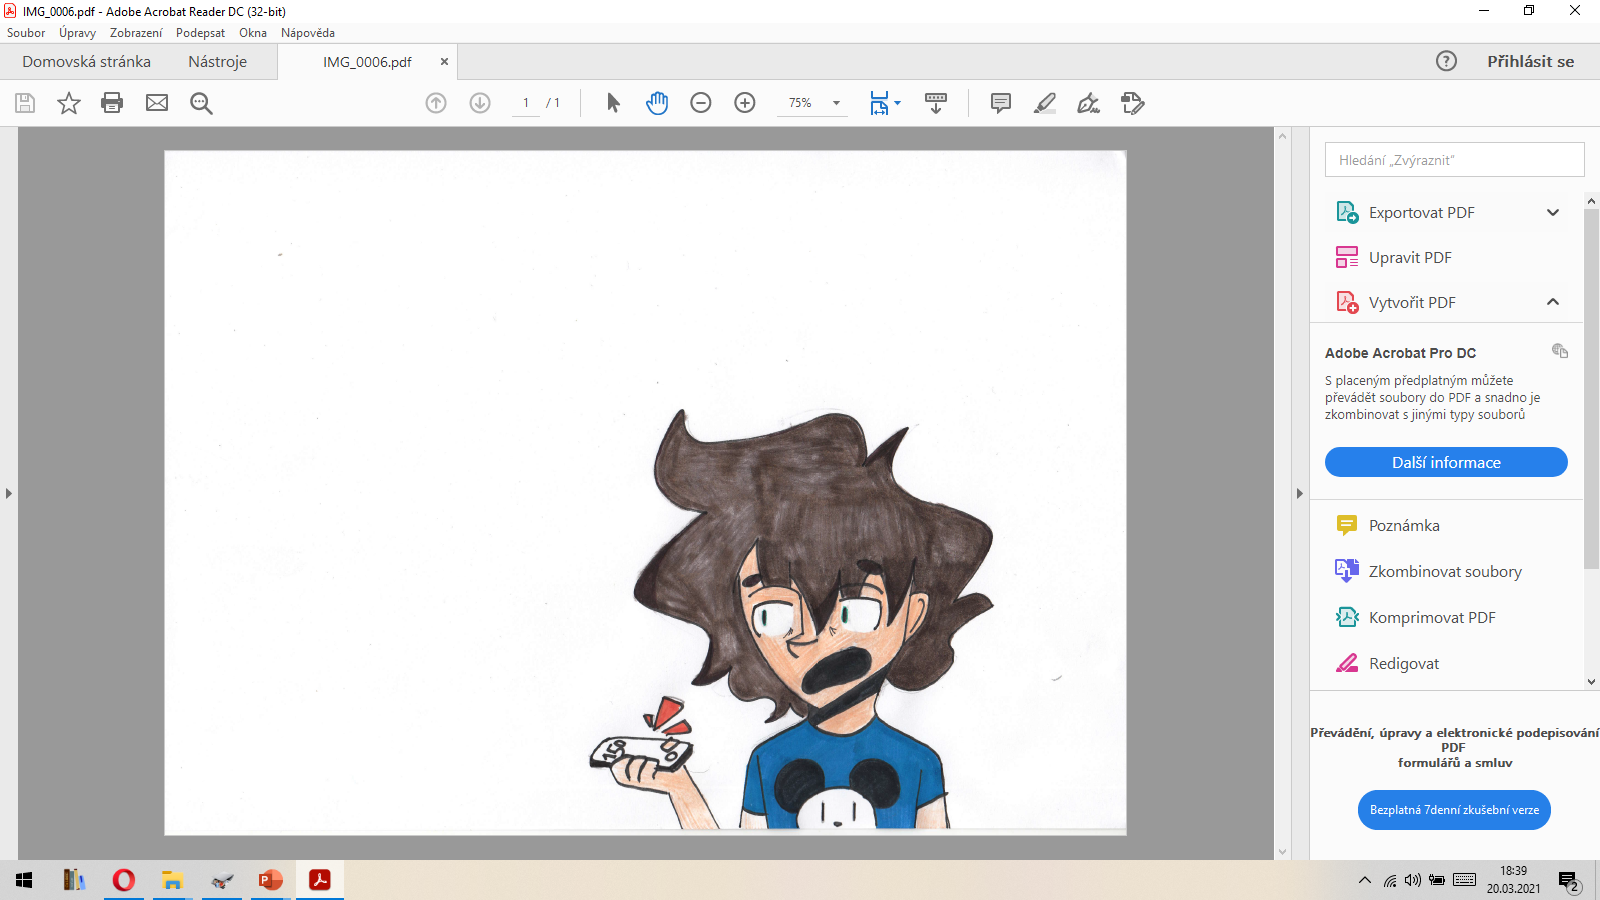 IMG_0006.pdf - Adobe Acrobat Reader DC (32-bit)
Soubor Úpravy Zobrazení Podepsat Okna Nápověda
Domovská stránka Nástroje IMG_0006.pdf × ? Přihlásit se
1 / 1 75%
Hledání „Zvýraznit"
Exportovat PDF
Upravit PDF
Vytvořit PDF
Adobe Acrobat Pro DC
S placeným předplatným můžete
převádět soubory do PDF a snadno je
zkombinovat s jinými typy souborů
Další informace
Poznámka
Zkombinovat soubory
Komprimovat PDF
Redigovat
Převádění, úpravy a elektronické podepisování
PDF
formulářů a smluv
Bezplatná 7denní zkušební verze
150
18:39
20.03.2021
2